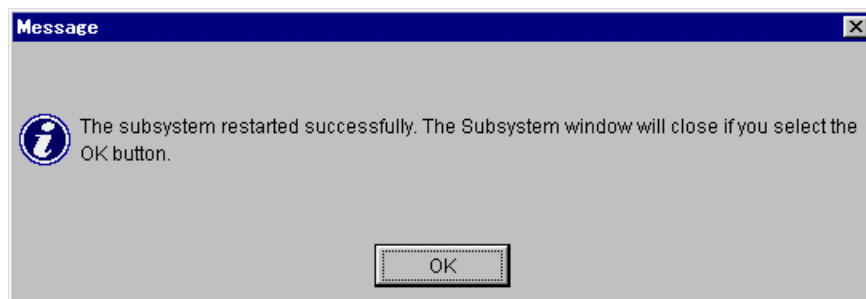 Message
The subsystem restarted successfully. The Subsystem window will close if you select the
OK button.
OK